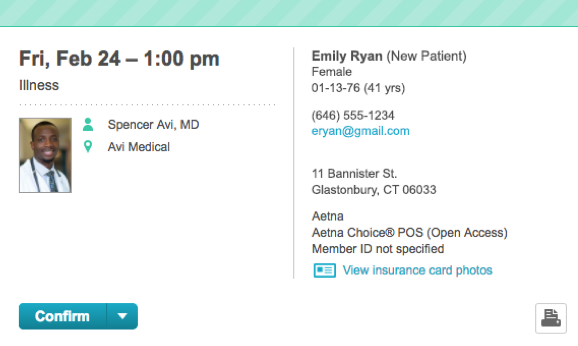 Fri, Feb 24 – 1:00 pm
Illness
Spencer Avi, MD
Avi Medical
Emily Ryan (New Patient)
Female
01-13-76 (41 yrs)
(646) 555-1234
eryan@gmail.com
11 Bannister St.
Glastonbury, CT 06033
Aetna
Aetna Choice® POS (Open Access)
Member ID not specified
View insurance card photos
Confirm